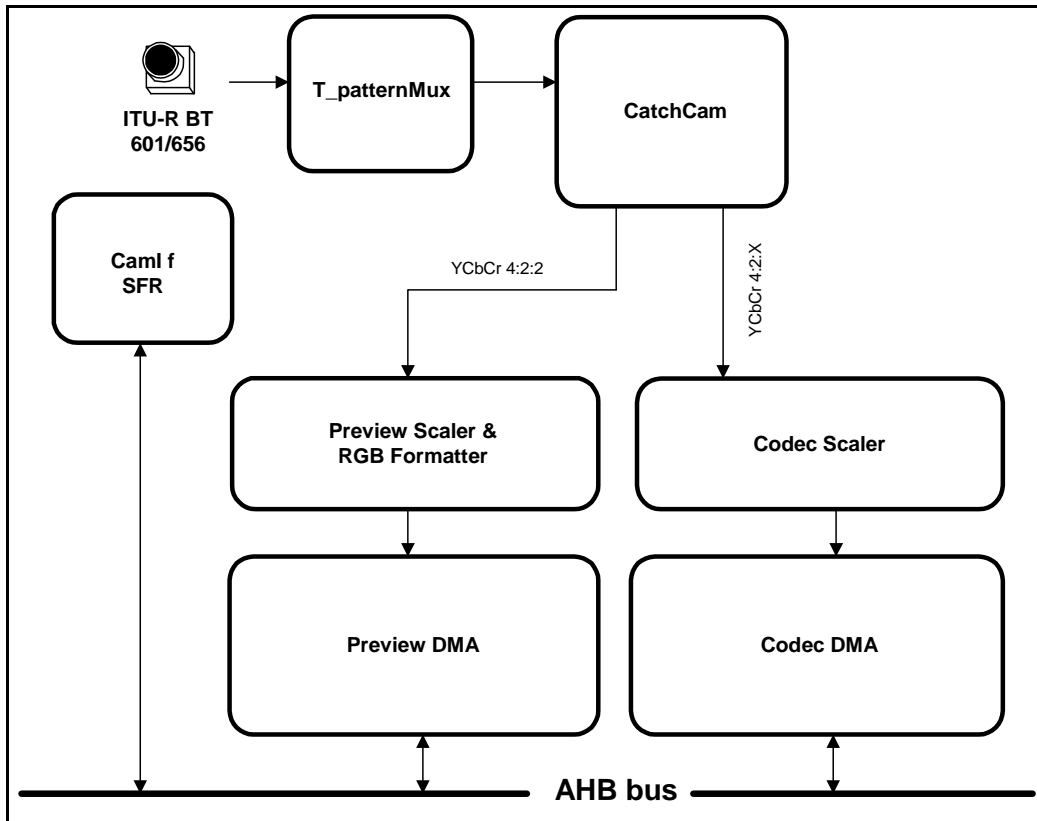 T_patternMux
CatchCam
ITU-R BT
601/656
CamI f
SFR
YCbCr 4:2:2
YCbCr 4:2:X
Preview Scaler &
RGB Formatter
Codec Scaler
Preview DMA
Codec DMA
AHB bus